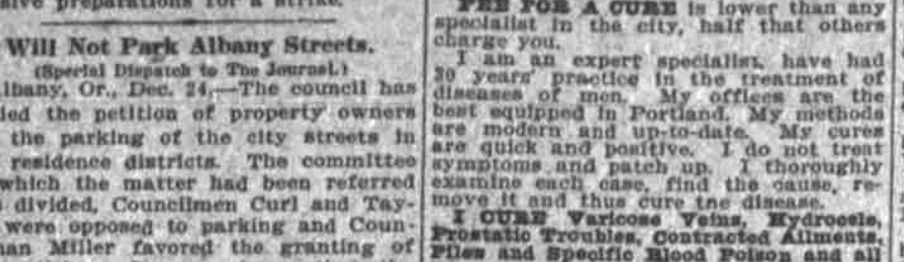 sive preparations for a strike.
Will Not Park Albany Streets.
(Special Dispatch to The Journal.)
lbany, Or., Dec. 24.—The council has
ied the petition of property owners
the parking of the city streets in
residence districts. The committee
which the matter had been referred
divided, Councilmen Curl and Tay-
were opposed to parking and Coun-
nan Miller favored the granting of
FEE FOR A CURE is lower than any
specialist in the city, half that others
charge you.
I am an expert specialist, have had
30 years' practice in the treatment of
diseases of men. My offices are the
best equipped in Portland. My methods
are modern and up-to-date. My cures
are quick and positive. I do not treat
symptoms and patch up. I thoroughly
examine each case, find the cause, re-
move it and thus cure the disease.
I CURE Varicose Veins, Hydrocele,
Prostatic Troubles, Contracted Ailments,
Piles and Specific Blood Poison and all